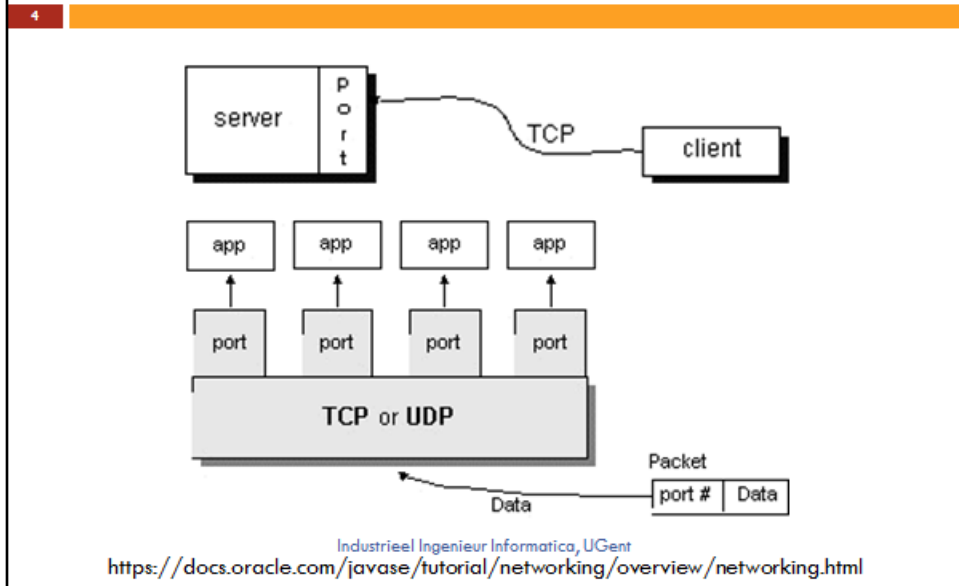 4
server
Port
TCP
client
app app app app
port port port port
TCP or UDP
Packet
port # Data
Data
Industrieel Ingenieur Informatica, UGent
https://docs.oracle.com/javase/tutorial/networking/overview/networking.html